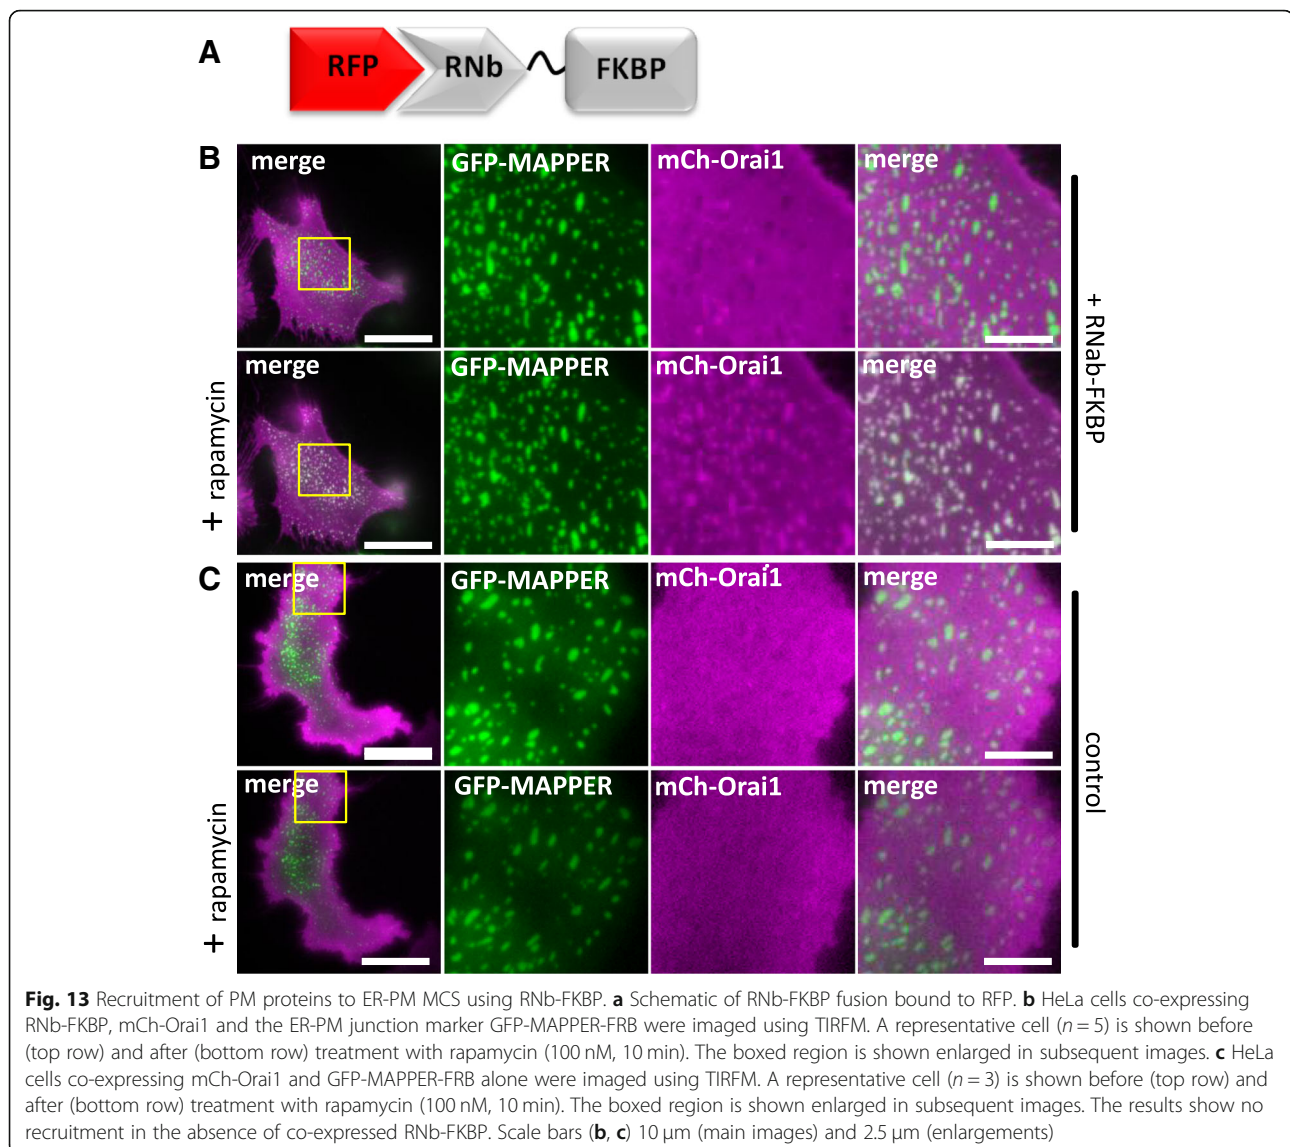 A
RFP RNb FKBP
B
merge GFP-MAPPER mCh-Orai1 merge
+ RNab-FKBP
merge GFP-MAPPER mCh-Orai1 merge
+ rapamycin
C
merge GFP-MAPPER mCh-Orai1 merge
control
merge GFP-MAPPER mCh-Orai1 merge
+ rapamycin
Fig. 13 Recruitment of PM proteins to ER-PM MCS using RNb-FKBP. a Schematic of RNb-FKBP fusion bound to RFP. b HeLa cells co-expressing
RNb-FKBP, mCh-Orai1 and the ER-PM junction marker GFP-MAPPER-FRB were imaged using TIRFM. A representative cell (n = 5) is shown before
(top row) and after (bottom row) treatment with rapamycin (100 nM, 10 min). The boxed region is shown enlarged in subsequent images. c HeLa
cells co-expressing mCh-Orai1 and GFP-MAPPER-FRB alone were imaged using TIRFM. A representative cell (n = 3) is shown before (top row) and
after (bottom row) treatment with rapamycin (100 nM, 10 min). The boxed region is shown enlarged in subsequent images. The results show no
recruitment in the absence of co-expressed RNb-FKBP. Scale bars (b, c) 10 μm (main images) and 2.5 μm (enlargements)